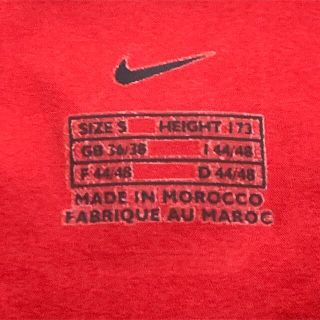 SIZE S HEIGHT 173
GB 36/38 I 44/48
F 44/48 D 44/48
MADE IN MOROCCO
FABRIQUE AU MAROC